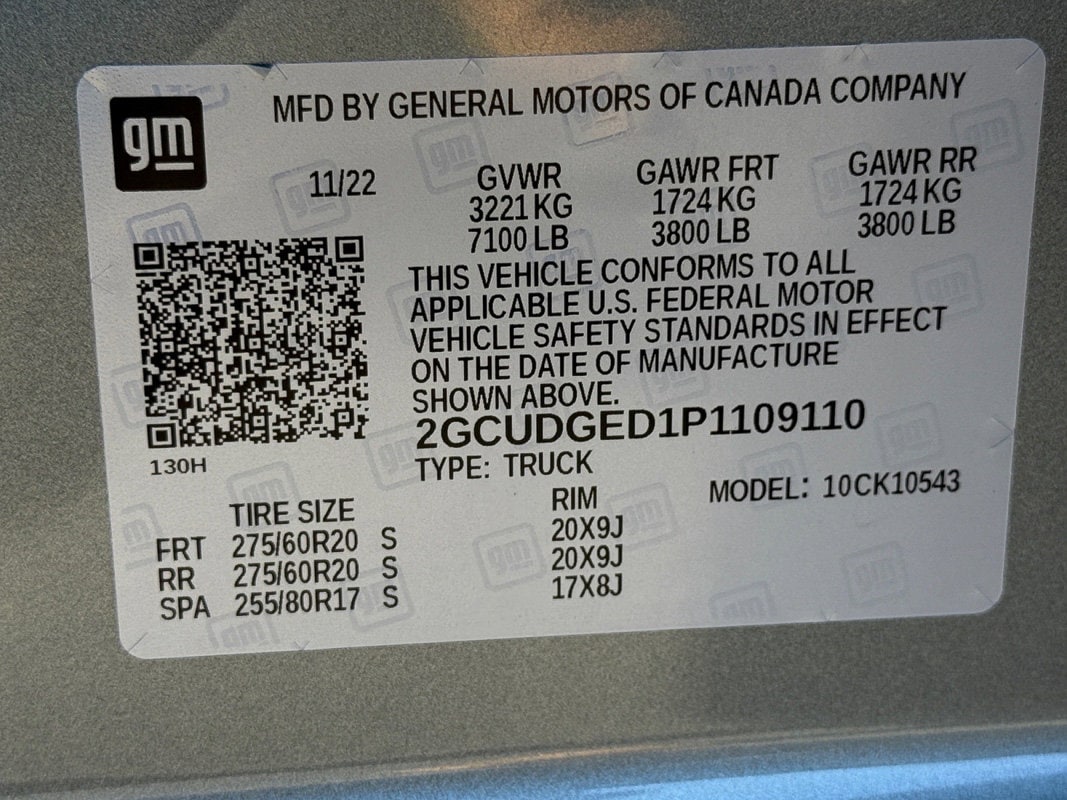 gm
MFD BY GENERAL MOTORS OF CANADA COMPANY
11/22
GVWR GAWR FRT GAWR RR
3221 KG 1724 KG 1724 KG
7100 LB 3800 LB 3800 LB
THIS VEHICLE CONFORMS TO ALL
APPLICABLE U.S. FEDERAL MOTOR
VEHICLE SAFETY STANDARDS IN EFFECT
ON THE DATE OF MANUFACTURE
SHOWN ABOVE.
2GCUDGED1P1109110
130H
TYPE: TRUCK
MODEL: 10CK10543
TIRE SIZE RIM
FRT 275/60R20 S 20X9J
RR 275/60R20 S 20X9J
SPA 255/80R17 S 17X8J